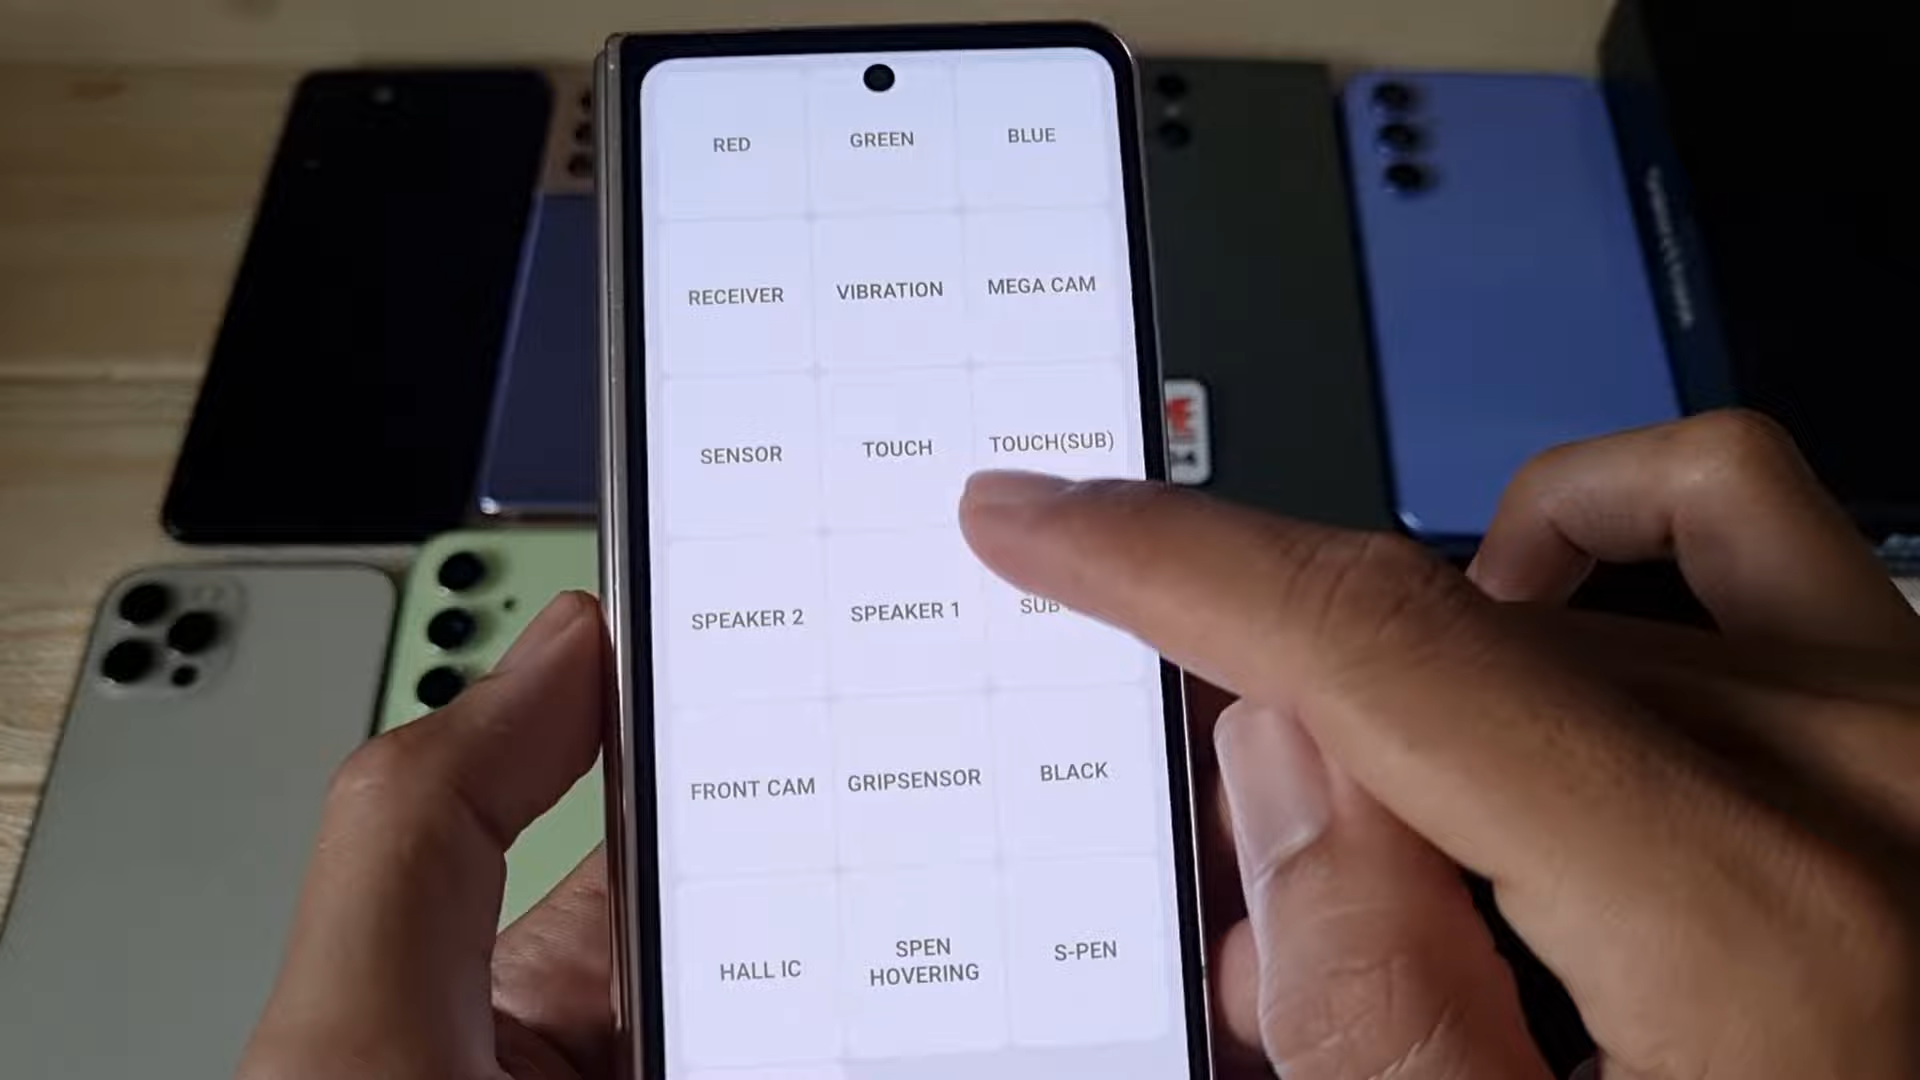 RED
GREEN
BLUE
RECEIVER
VIBRATION
MEGA CAM
SENSOR
TOUCH
TOUCH(SUB)
SPEAKER 2
SPEAKER 1
SUB
FRONT CAM
GRIPSENSOR
BLACK
HALL IC
SPEN
HOVERING
S-PEN